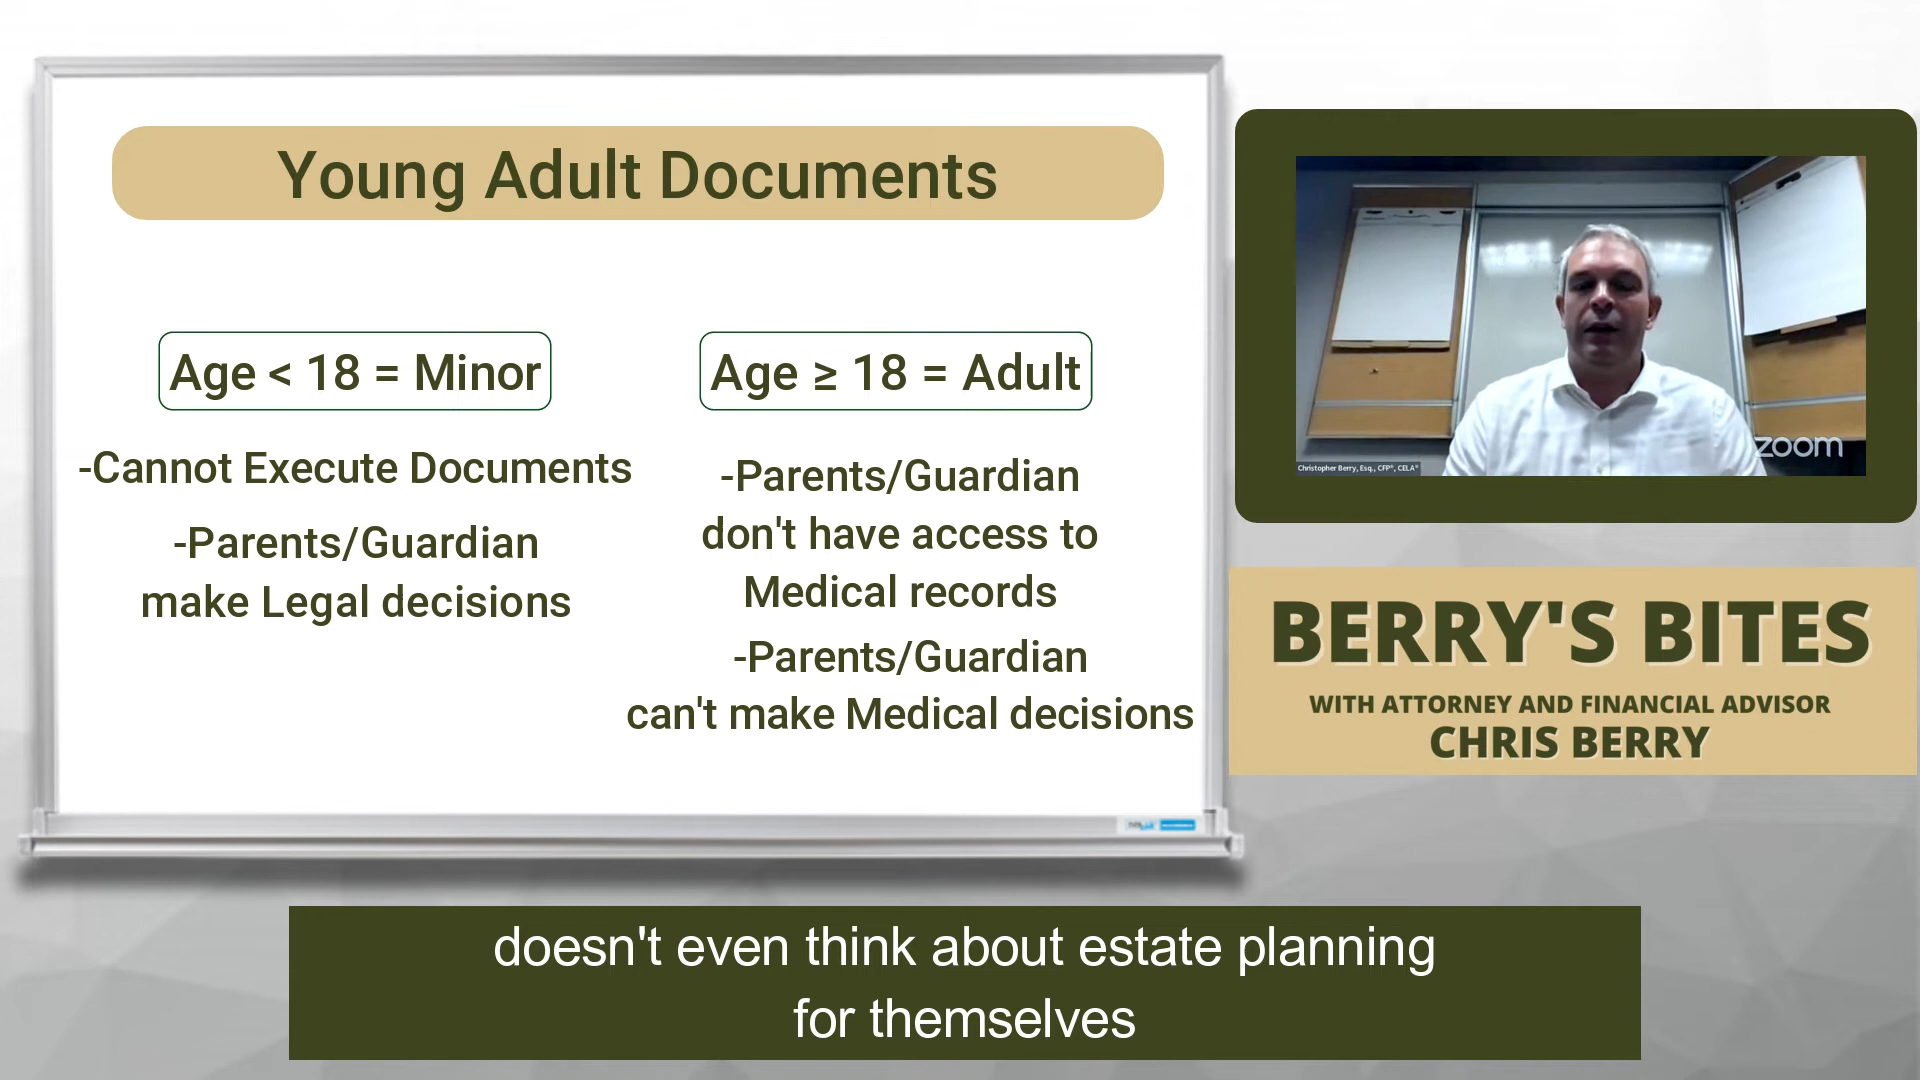 Young Adult Documents
Age < 18 = Minor
-Cannot Execute Documents
-Parents/Guardian
make Legal decisions
Age ≥ 18 = Adult
-Parents/Guardian
don't have access to
Medical records
-Parents/Guardian
can't make Medical decisions
zoom
Christopher Berry, Esq., CFP®, CELA®
BERRY'S BITES
WITH ATTORNEY AND FINANCIAL ADVISOR
CHRIS BERRY
doesn't even think about estate planning
for themselves